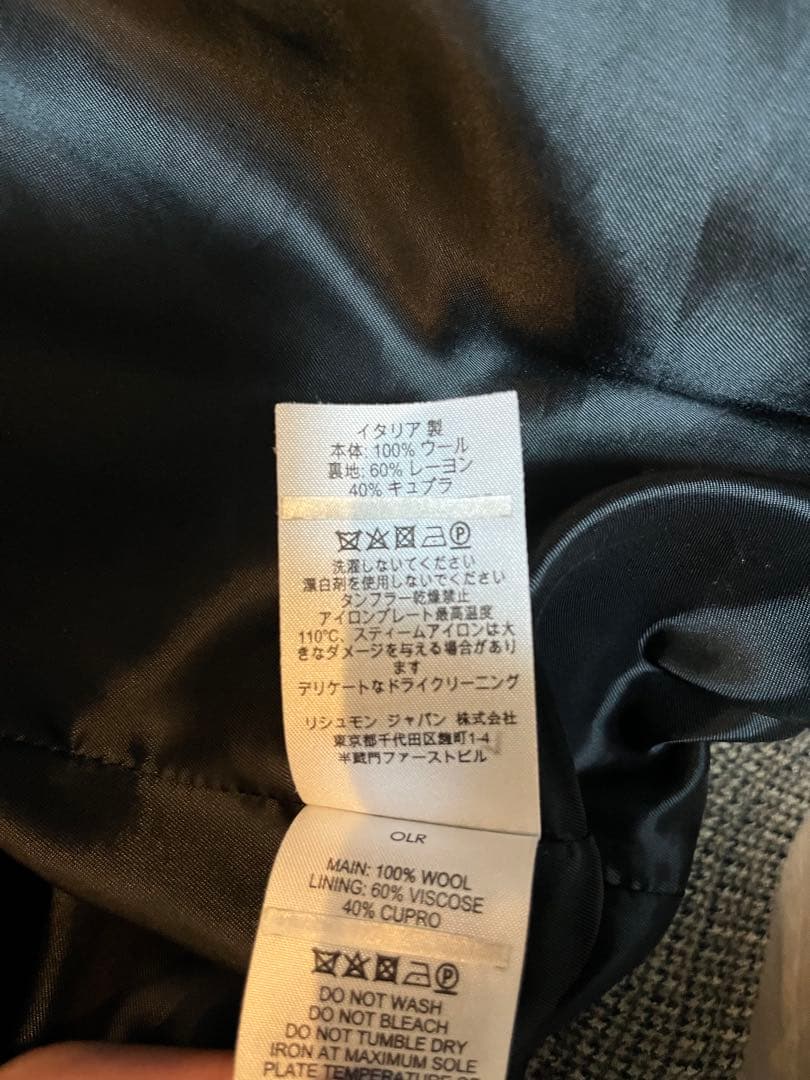 イタリア 製
本体: 100% ウール
裏地: 60% レーヨン
40% キュプラ
洗濯しないてください
漂白剤を使用しないでください
タンフラー乾燥禁止
アイロンプレート最高温度
110℃、スティームアイロンは大
きなダメージを与える場合があり
ます
デリケートなドライクリーニング
リシュモン ジャパン 株式会社
東京都千代田区麹町1-4
半蔵門ファーストビル
OLR
MAIN: 100% WOOL
LINING: 60% VISCOSE
40% CUPRO
DO NOT WASH
DO NOT BLEACH
DO NOT TUMBLE DRY
IRON AT MAXIMUM SOLE
PLATE TEMPERATURE OF